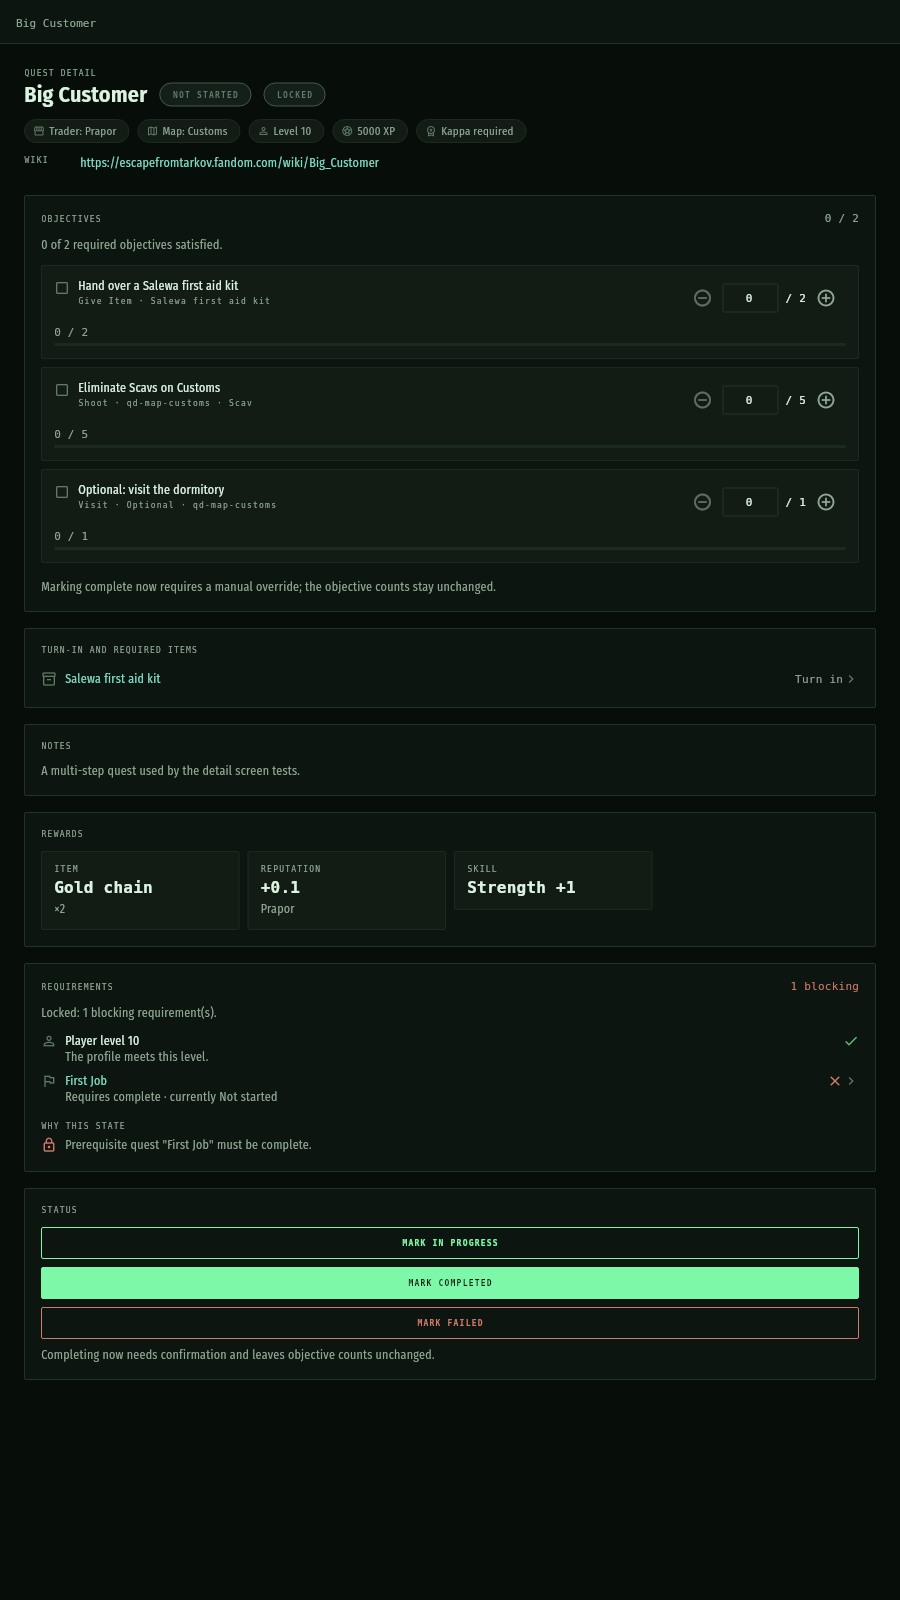 Big Customer
QUEST DETAIL
Big Customer NOT STARTED LOCKED
Trader: Prapor Map: Customs Level 10 5000 XP Kappa required
WIKI https://escapefromtarkov.fandom.com/wiki/Big_Customer
OBJECTIVES 0 / 2
0 of 2 required objectives satisfied.
Hand over a Salewa first aid kit
Give Item · Salewa first aid kit
0 / 2
0 / 2
Eliminate Scavs on Customs
Shoot · qd-map-customs · Scav
0 / 5
0 / 5
Optional: visit the dormitory
Visit · Optional · qd-map-customs
0 / 1
0 / 1
Marking complete now requires a manual override; the objective counts stay unchanged.
TURN-IN AND REQUIRED ITEMS
Salewa first aid kit Turn in
NOTES
A multi-step quest used by the detail screen tests.
REWARDS
ITEM
Gold chain
×2
REPUTATION
+0.1
Prapor
SKILL
Strength +1
REQUIREMENTS 1 blocking
Locked: 1 blocking requirement(s).
Player level 10
The profile meets this level.
First Job
Requires complete · currently Not started
WHY THIS STATE
Prerequisite quest "First Job" must be complete.
STATUS
MARK IN PROGRESS
MARK COMPLETED
MARK FAILED
Completing now needs confirmation and leaves objective counts unchanged.